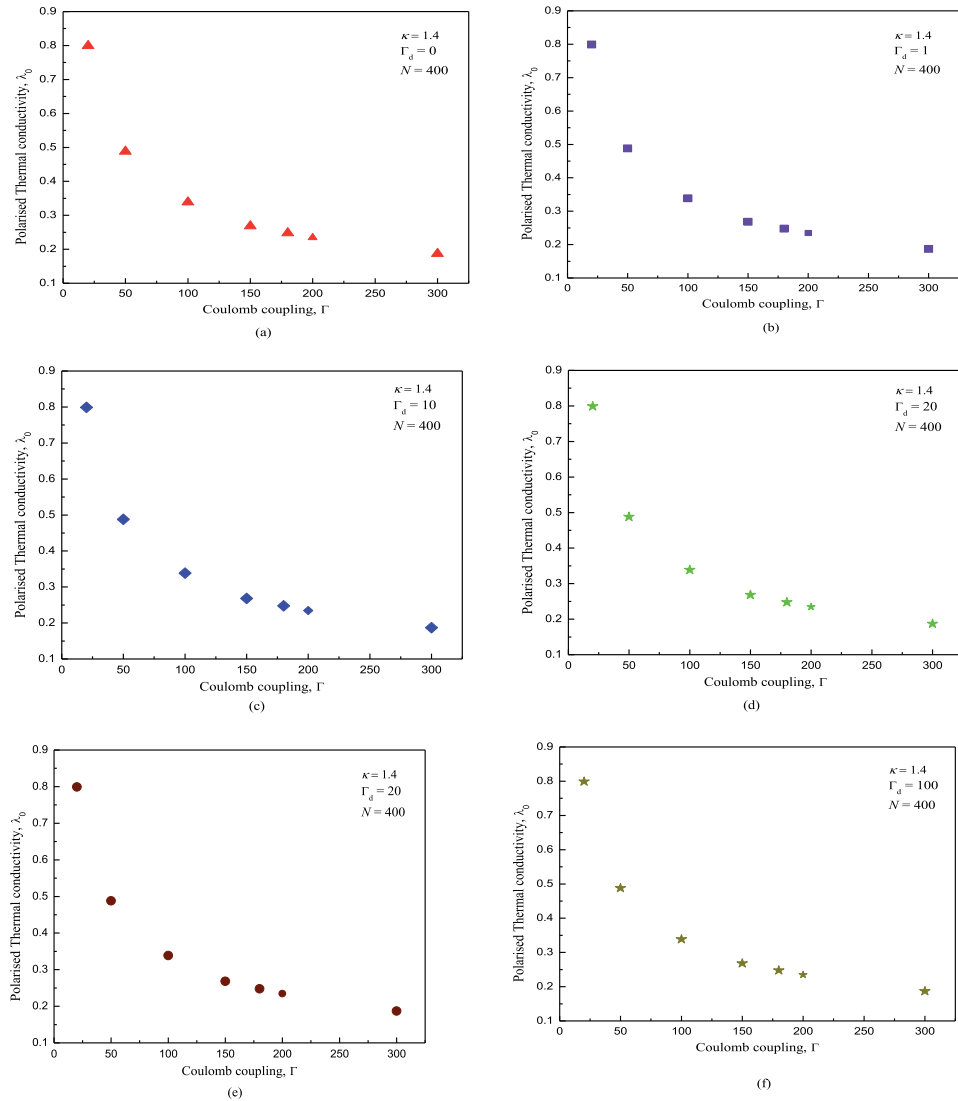 0.9
0.8
0.7
0.6
0.5
0.4
0.3
0.2
0.1
Polarised Thermal conductivity, λ₀
κ = 1.4
Γd = 0
N = 400
0 50 100 150 200 250 300
Coulomb coupling, Γ
(a)
0.9
0.8
0.7
0.6
0.5
0.4
0.3
0.2
0.1
Polarised Thermal conductivity, λ₀
κ = 1.4
Γd = 1
N = 400
0 50 100 150 200 250 300
Coulomb coupling, Γ
(b)
0.9
0.8
0.7
0.6
0.5
0.4
0.3
0.2
0.1
Polarised Thermal conductivity, λ₀
κ = 1.4
Γd = 10
N = 400
0 50 100 150 200 250 300
Coulomb coupling, Γ
(c)
0.9
0.8
0.7
0.6
0.5
0.4
0.3
0.2
0.1
Polarised Thermal conductivity, λ₀
κ = 1.4
Γd = 20
N = 400
0 50 100 150 200 250 300
Coulomb coupling, Γ
(d)
0.9
0.8
0.7
0.6
0.5
0.4
0.3
0.2
0.1
Polarised Thermal conductivity, λ₀
κ = 1.4
Γd = 20
N = 400
0 50 100 150 200 250 300
Coulomb coupling, Γ
(e)
0.9
0.8
0.7
0.6
0.5
0.4
0.3
0.2
0.1
Polarised Thermal conductivity, λ₀
κ = 1.4
Γd = 100
N = 400
0 50 100 150 200 250 300
Coulomb coupling, Γ
(f)